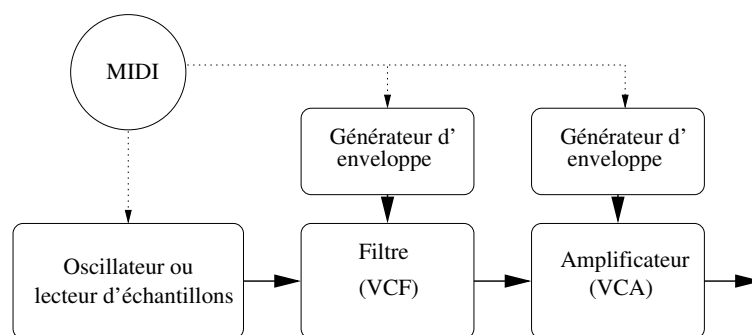 MIDI
Générateur d'
enveloppe
Générateur d'
enveloppe
Oscillateur ou
lecteur d'échantillons
Filtre
(VCF)
Amplificateur
(VCA)